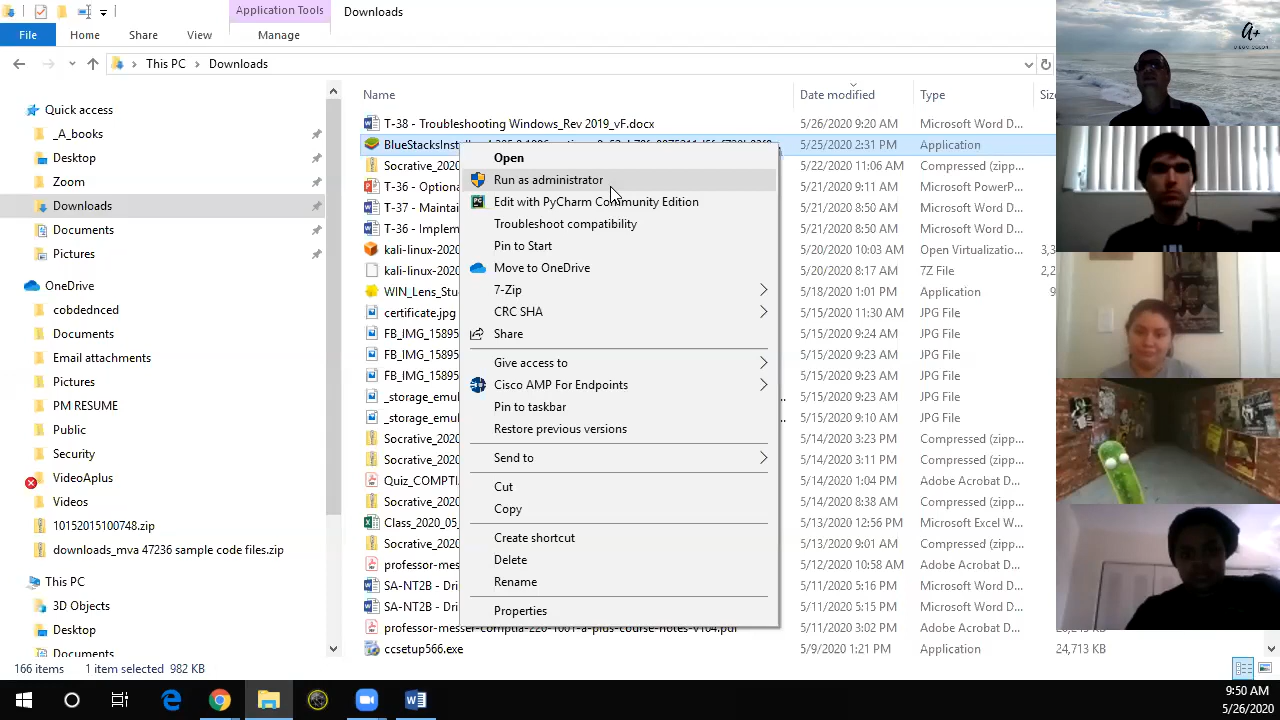 Application Tools
Downloads
File
Home
Share
View
Manage
This PC
Downloads
Quick access
_A_books
Desktop
Zoom
Downloads
Documents
Pictures
OneDrive
cobdednced
Documents
Email attachments
Pictures
PM RESUME
Public
Security
VideoAplus
Videos
10152015100748.zip
downloads_mva 47236 sample code files.zip
This PC
3D Objects
Desktop
Documents
Name
Date modified
Type
Size
T-38 - Troubleshooting Windows_Rev 2019_vF.docx 5/26/2020 9:20 AM Microsoft Word D...
5/25/2020 2:31 PM Application
Socrative_202 5/22/2020 11:06 AM Compressed (zipp...
T-36 - Optiona 5/21/2020 9:41 AM Microsoft PowerP...
T-37 - Maintai 5/21/2020 8:50 AM Microsoft Word D...
T-36 - Implem 5/21/2020 8:50 AM Microsoft Word D...
kali-linux-2020 5/20/2020 10:03 AM Open Virtualizatio... 3,3
kali-linux-2020 5/20/2020 8:17 AM 7Z File 2,2
WIN_Lens_Stu 5/18/2020 1:01 PM Application 9
certificate.jpg 5/15/2020 11:30 AM JPG File
FB_IMG_15895 5/15/2020 9:24 AM JPG File
FB_IMG_15895 5/15/2020 9:23 AM JPG File
FB_IMG_15895 5/15/2020 9:23 AM JPG File
_storage_emul 5/15/2020 9:23 AM JPG File
_storage_emul 5/15/2020 9:10 AM JPG File
Socrative_202 5/14/2020 3:23 PM Compressed (zipp...
Socrative_202 5/14/2020 3:11 PM Compressed (zipp...
Quiz_COMPTI 5/14/2020 1:04 PM Adobe Acrobat D...
Socrative_202 5/14/2020 8:38 AM Compressed (zipp...
Class_2020_05 5/13/2020 12:56 PM Microsoft Excel W...
Socrative_202 5/13/2020 9:01 AM Compressed (zipp...
professor-mes 5/12/2020 10:58 AM Adobe Acrobat D...
SA-NT2B - Dri 5/11/2020 5:16 PM Microsoft Word D...
SA-NT2B - Dri 5/11/2020 5:15 PM Microsoft Word D...
professor-messer-comptia-220-1001-a-plus-course-notes-v104.pdf 5/11/2020 3:02 PM Adobe Acrobat D...
ccsetup566.exe 5/9/2020 1:21 PM Application 24,713 KB
Open
Run as administrator
Edit with PyCharm Community Edition
Troubleshoot compatibility
Pin to Start
Move to OneDrive
7-Zip
CRC SHA
Share
Give access to
Cisco AMP For Endpoints
Pin to taskbar
Restore previous versions
Send to
Cut
Copy
Create shortcut
Delete
Rename
Properties
166 items 1 item selected 982 KB
a+
9:50 AM
5/26/2020